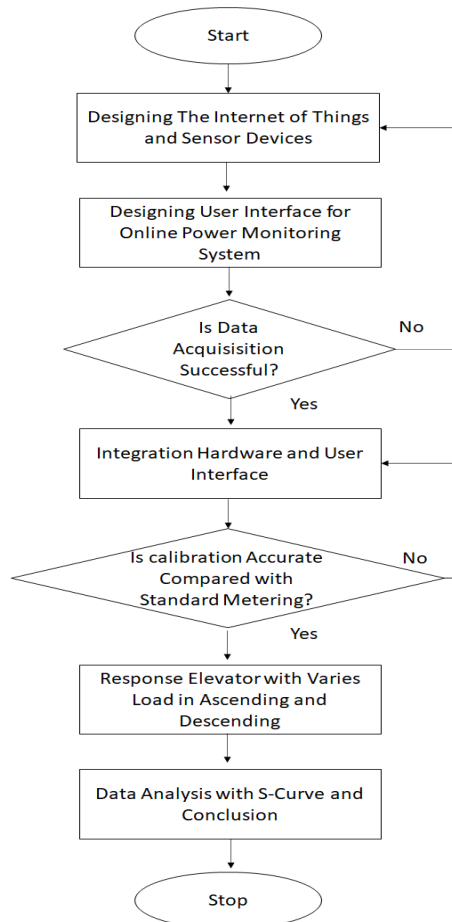 Start
Designing The Internet of Things
and Sensor Devices
Designing User Interface for
Online Power Monitoring
System
Is Data
Acquisisition
Successful?
No
Yes
Integration Hardware and User
Interface
Is calibration Accurate
Compared with
Standard Metering?
No
Yes
Response Elevator with Varies
Load in Ascending and
Descending
Data Analysis with S-Curve and
Conclusion
Stop